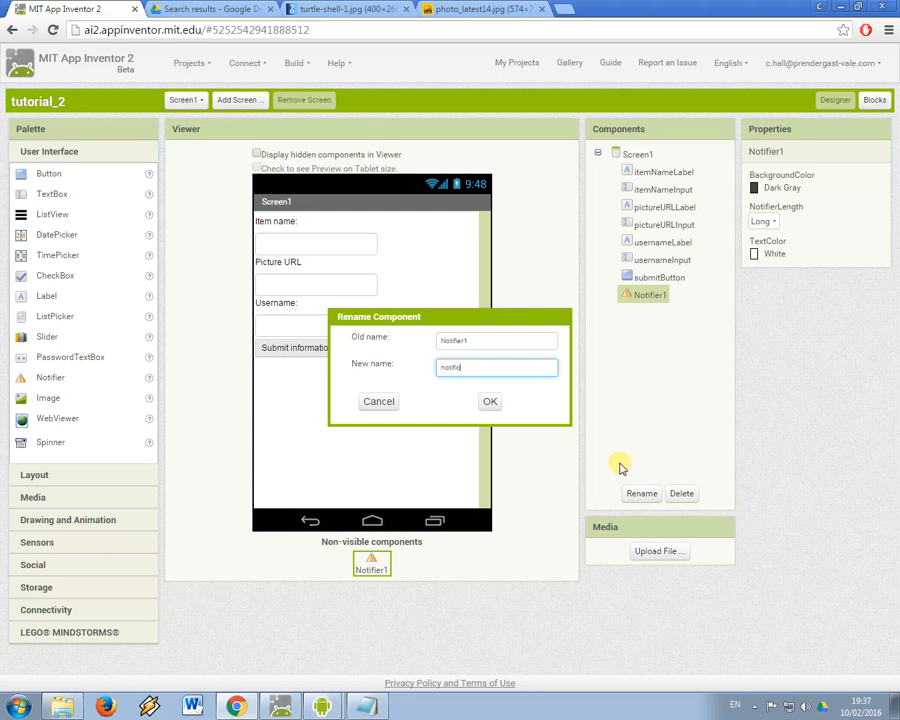 MIT App Inventor 2
Search results - Google D
turtle-shell-1.jpg (400×26
photo_latest14.jpg (574×7
ai2.appinventor.mit.edu/#5252542941888512
MIT App Inventor 2
Beta
Projects
Connect
Build
Help
My Projects
Gallery
Guide
Report an Issue
English
c.hall@prendergast-vale.com
tutorial_2
Screen1
Add Screen ...
Remove Screen
Designer
Blocks
Palette
Viewer
Components
Properties
User Interface
Button
TextBox
ListView
DatePicker
TimePicker
CheckBox
Label
ListPicker
Slider
PasswordTextBox
Notifier
Image
WebViewer
Spinner
Layout
Media
Drawing and Animation
Sensors
Social
Storage
Connectivity
LEGO® MINDSTORMS®
Display hidden components in Viewer
Check to see Preview on Tablet size.
9:48
Screen1
Item name:
Picture URL
Username:
Submit informatio
Rename Component
Old name:
Notifier1
New name:
notific
Cancel
OK
Non-visible components
Notifier1
Screen1
itemNameLabel
itemNameInput
pictureURLLabel
pictureURLInput
usernameLabel
usernameInput
submitButton
Notifier1
Rename
Delete
Media
Upload File ...
Notifier1
BackgroundColor
Dark Gray
NotifierLength
Long
TextColor
White
Privacy Policy and Terms of Use
EN
19:37
10/02/2016